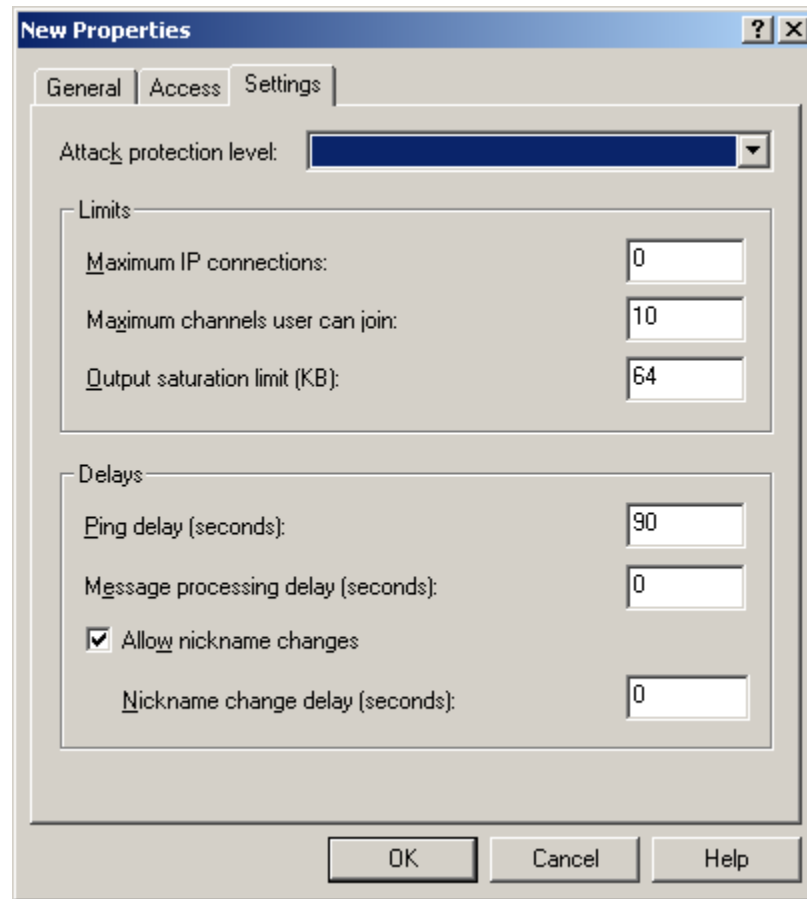 New Properties
General Access Settings
Attack protection level:
Limits
Maximum IP connections: 0
Maximum channels user can join: 10
Output saturation limit (KB): 64
Delays
Ping delay (seconds): 90
Message processing delay (seconds): 0
Allow nickname changes
Nickname change delay (seconds): 0
OK Cancel Help